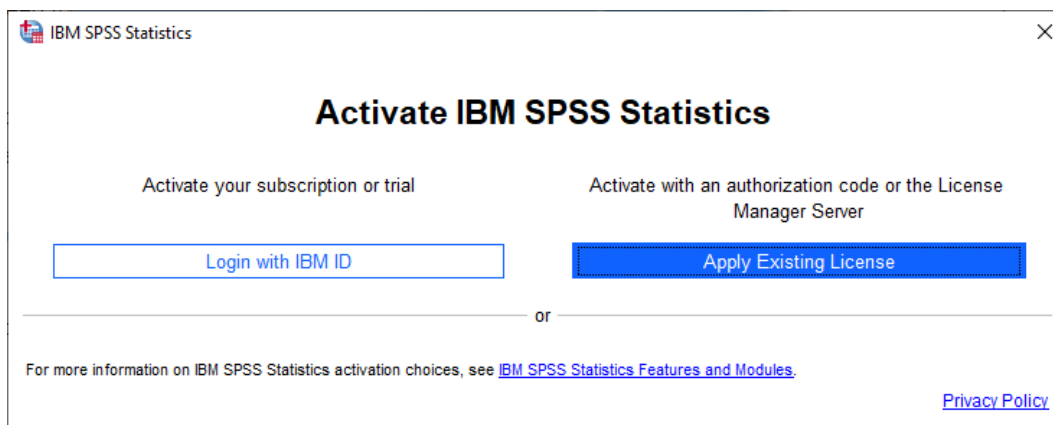 IBM SPSS Statistics
Activate IBM SPSS Statistics
Activate your subscription or trial
Login with IBM ID
Activate with an authorization code or the License
Manager Server
Apply Existing License
or
For more information on IBM SPSS Statistics activation choices, see IBM SPSS Statistics Features and Modules.
Privacy Policy